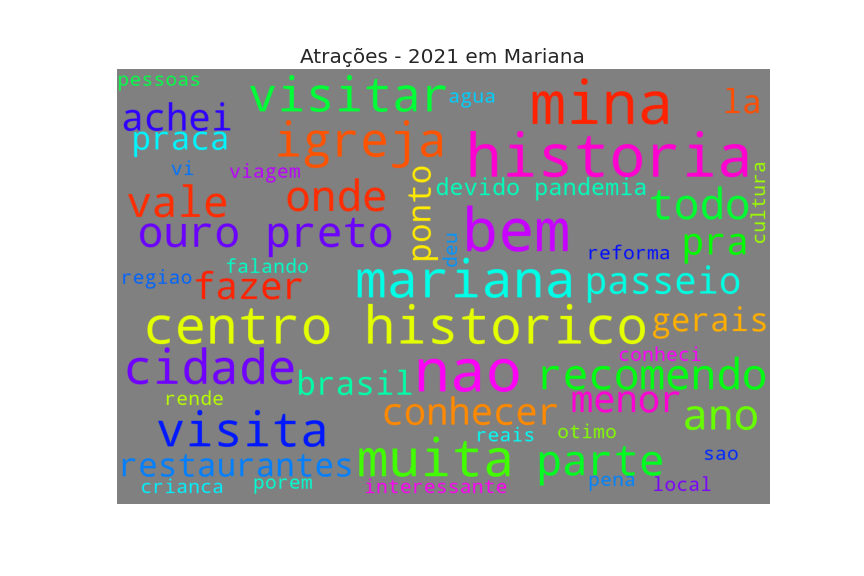 Atrações - 2021 em Mariana
pessoas
visitar
agua
mina
la
achei
praca
igreja
historia
vi
viagem
ponto
devido pandemia
cultura
vale
onde
todo
ouro preto
deu
bem
reforma
pra
regiao
falando
fazer
mariana
passeio
centro historico
gerais
cidade
brasil
nao
conheci
recomendo
rende
conhecer
menor
ano
visita
reais
otimo
restaurantes
muita
parte
sao
crianca
porem
interessante
pena
local